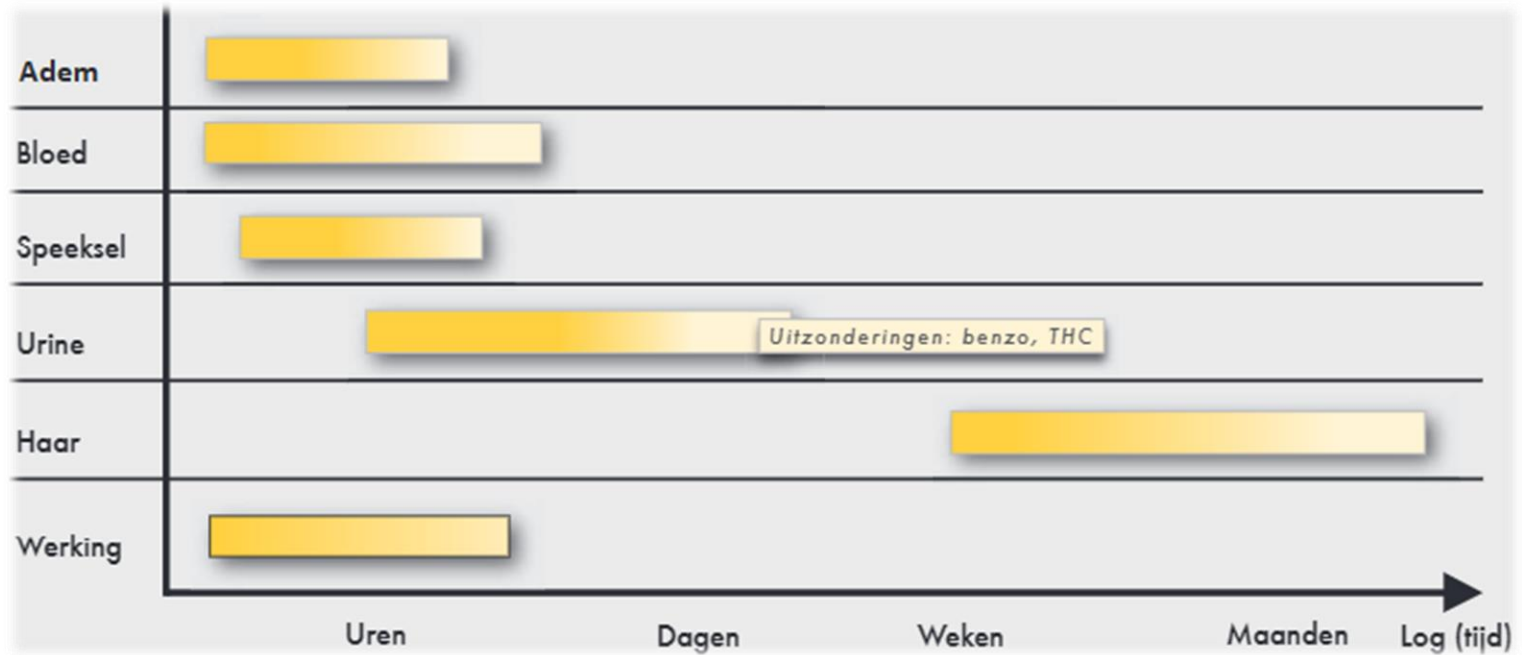 Adem
Bloed
Speeksel
Urine
Uitzonderingen: benzo, THC
Haar
Werking
Uren Dagen Weken Maanden Log (tijd)